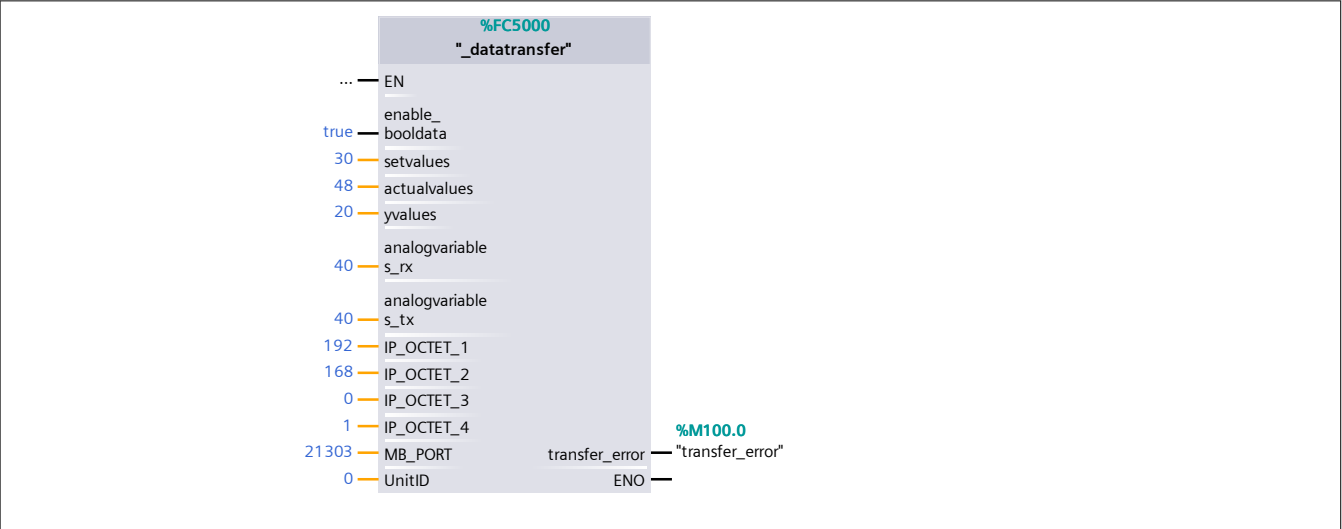 %FC5000
"_datatransfer"
... EN
enable_
true booldata
30 setvalues
48 actualvalues
20 yvalues
analogvariable
40 s_rx
analogvariable
40 s_tx
192 IP_OCTET_1
168 IP_OCTET_2
0 IP_OCTET_3
1 IP_OCTET_4
%M100.0
21303 MB_PORT transfer_error "transfer_error"
0 UnitID ENO